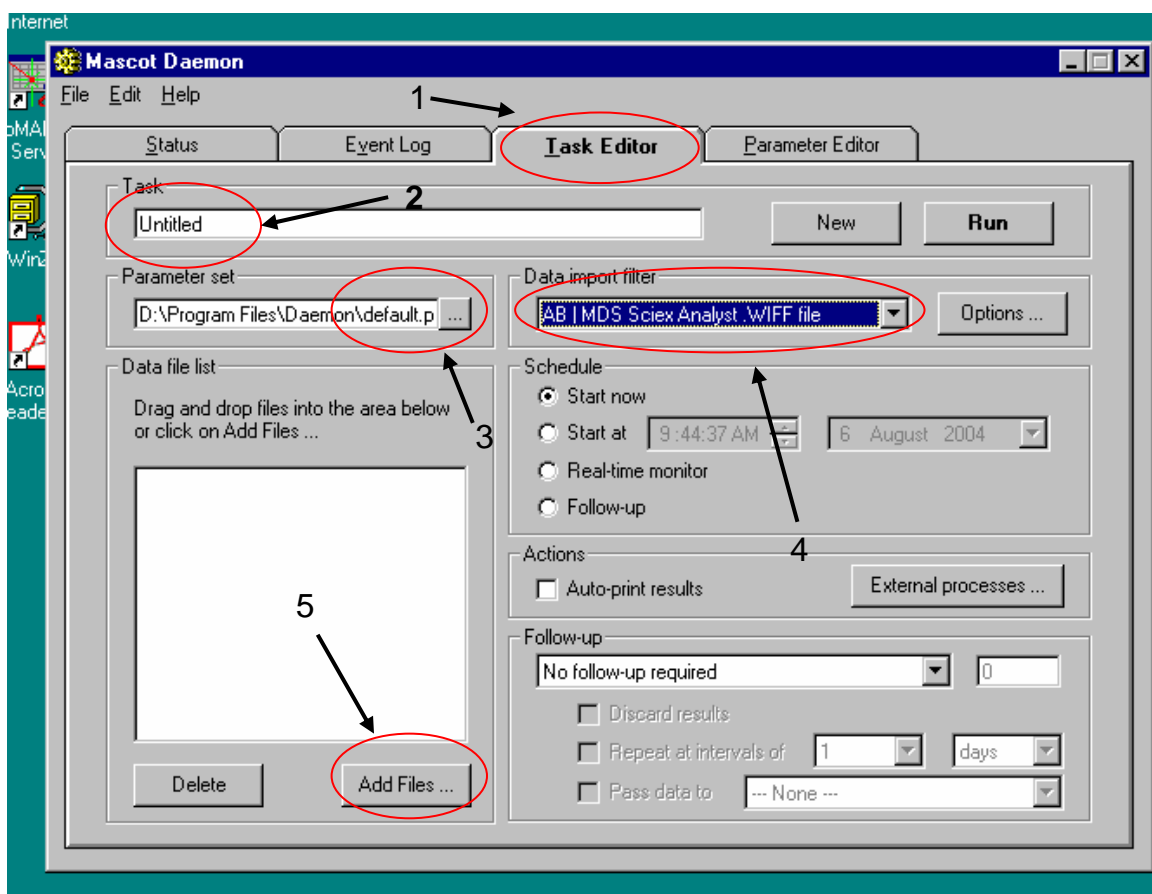 Internet
Mascot Daemon
File Edit Help
1
Status Event Log Task Editor Parameter Editor
Serv
Task
2
Untitled New Run
Parameter set Data import filter
D:\Program Files\Daemon\default.p ... AB | MDS Sciex Analyst .WIFF file Options ...
Data file list Schedule
Drag and drop files into the area below
or click on Add Files ...
3
Start now
Start at 9:44:37 AM 6 August 2004
Real-time monitor
Follow-up
4
Actions
Auto-print results External processes ...
5
Follow-up
No follow-up required 0
Discard results
Repeat at intervals of 1 days
Pass data to --- None ---
Delete Add Files ...
WinZ
Acro
eade